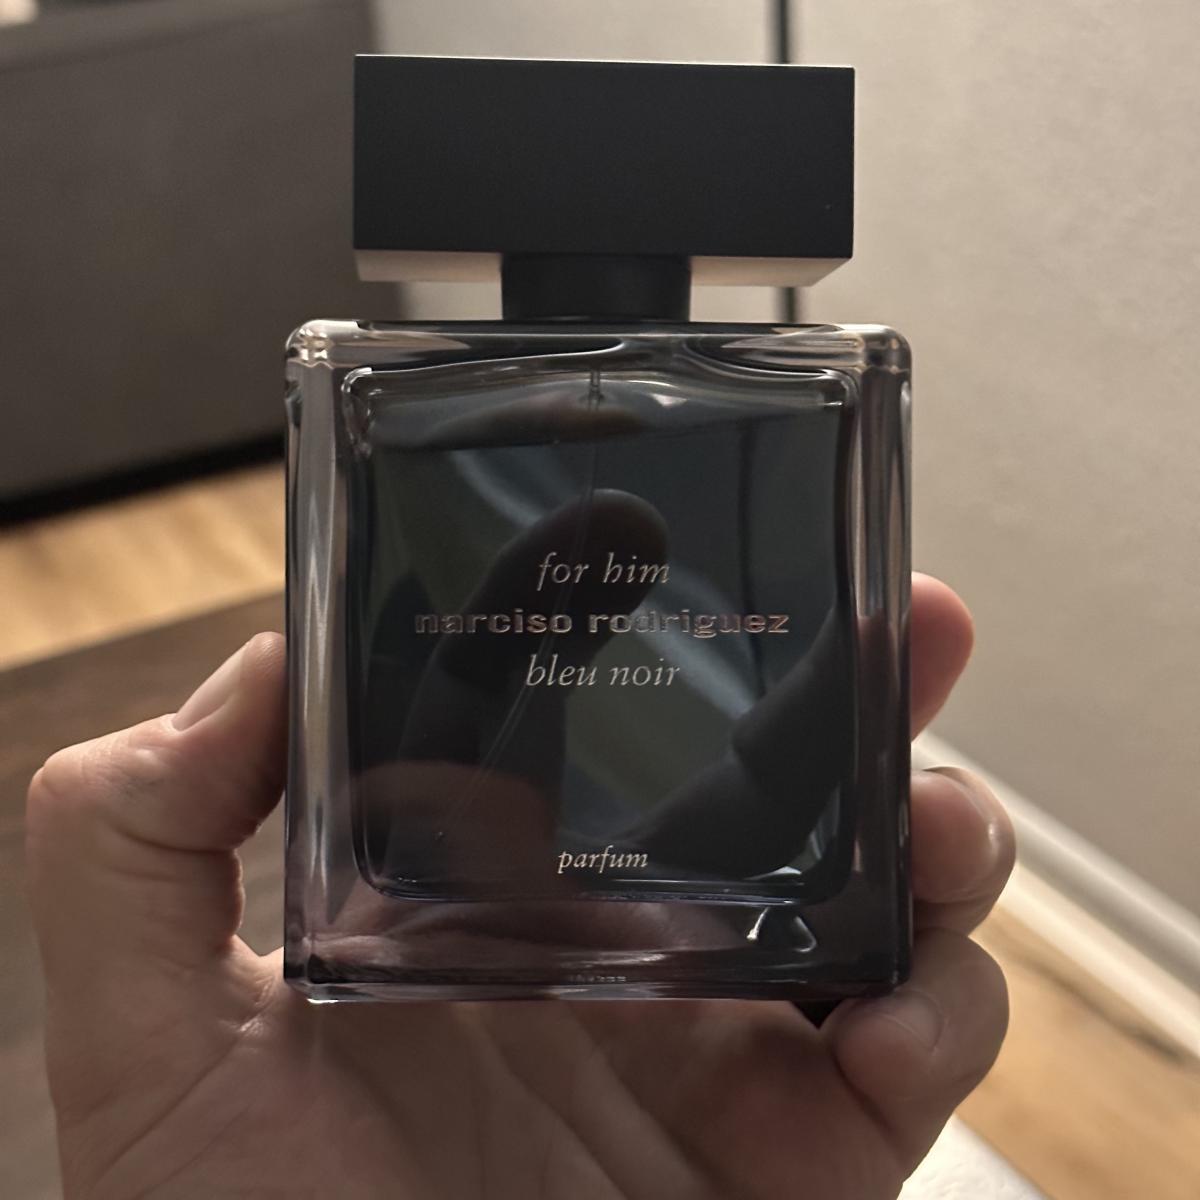 for him
narciso rodriguez
bleu noir
parfum